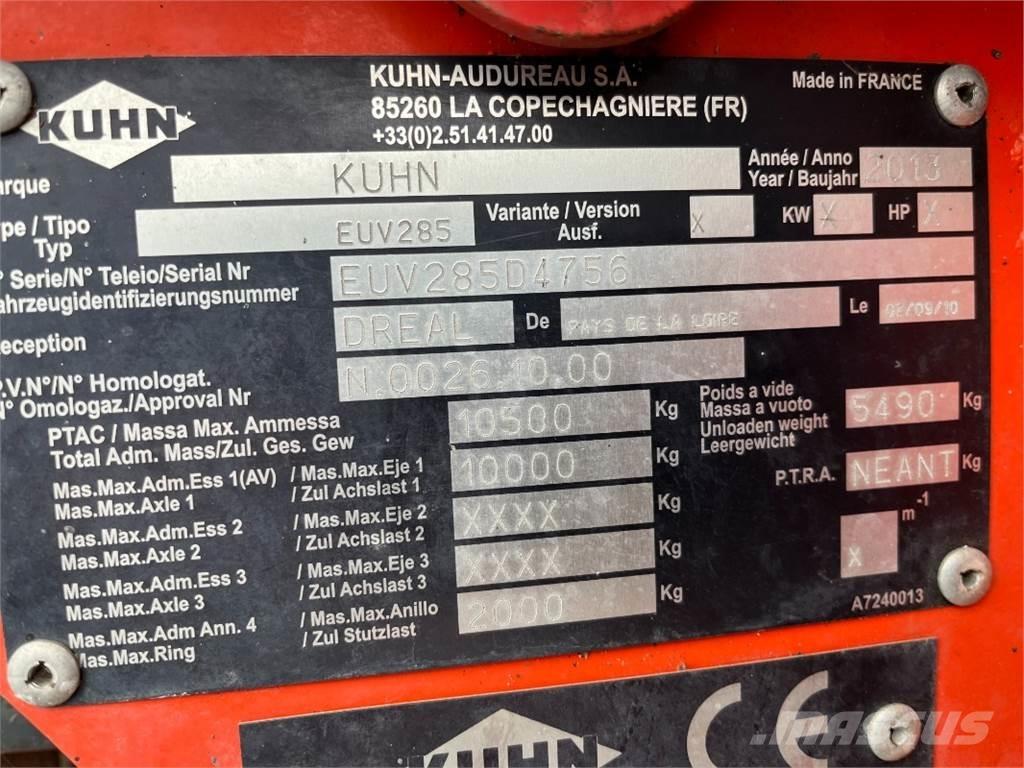 KUHN
KUHN-AUDUREAU S.A.
85260 LA COPECHAGNIERE (FR)
+33(0)2.51.41.47.00
Made in FRANCE
arque KUHN
Année / Anno
Year / Baujahr 2013
pe / Tipo
Typ EUV285
Variante / Version
Ausf. X KW X HP X
° Serie/N° Teleio/Serial Nr
ahrzeugidentifizierungsnummer EUV285D4756
eception DREAL De PAYS DE LA LOIRE Le 08/09/10
.P.V.N°/N° Homologat.
N° Omologaz./Approval Nr N.0026.10.00
PTAC / Massa Max. Ammessa
Total Adm. Mass/Zul. Ges. Gew 10500 Kg
Poids a vide
Massa a vuoto
Unloaden weight
Leergewicht 5490 Kg
Mas.Max.Adm.Ess 1(AV) / Mas.Max.Eje 1
Mas.Max.Axle 1 / Zul Achslast 1 10000 Kg
P.T.R.A. NEANT Kg
Mas.Max.Adm.Ess 2 / Mas.Max.Eje 2
Mas.Max.Axle 2 / Zul Achslast 2 XXXX Kg
X m-1
Mas.Max.Adm.Ess 3 / Mas.Max.Eje 3
Mas.Max.Axle 3 / Zul Achslast 3 XXXX Kg
Mas.Max.Adm Ann. 4 / Mas.Max.Anillo
Mas.Max.Ring / Zul Stutzlast 2000 Kg
A7240013
KUHN CE
MASCUS